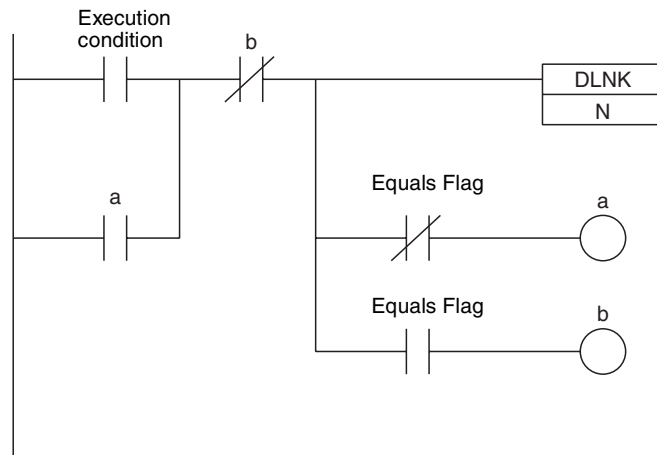 Execution
condition
b
DLNK
N
a
Equals Flag
a
Equals Flag
b